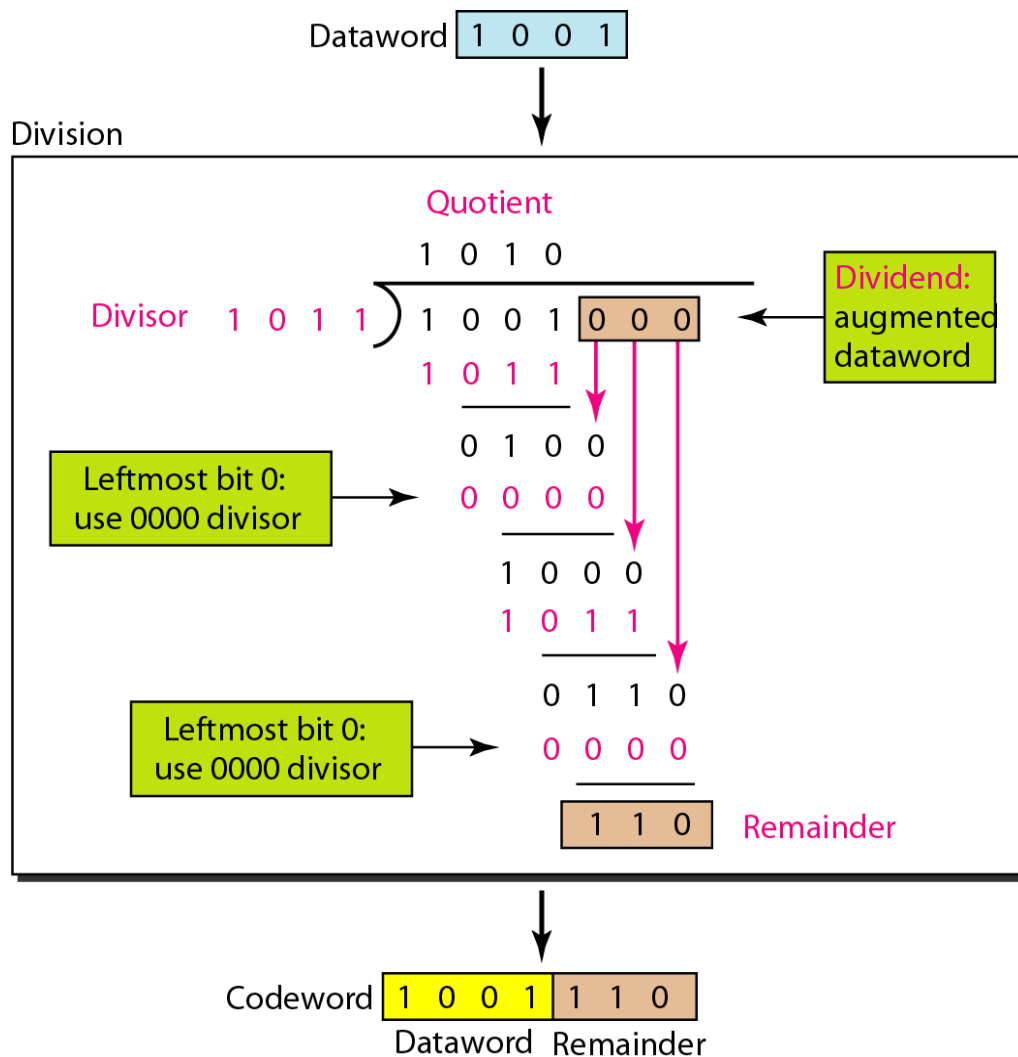 Dataword 1 0 0 1
Division
Quotient
1 0 1 0
Divisor 1 0 1 1 1 0 0 1 0 0 0
Dividend:
augmented
dataword
1 0 1 1
0 1 0 0
Leftmost bit 0:
use 0000 divisor
0 0 0 0
1 0 0 0
1 0 1 1
0 1 1 0
Leftmost bit 0:
use 0000 divisor
0 0 0 0
1 1 0 Remainder
Codeword 1 0 0 1 1 1 0
Dataword Remainder